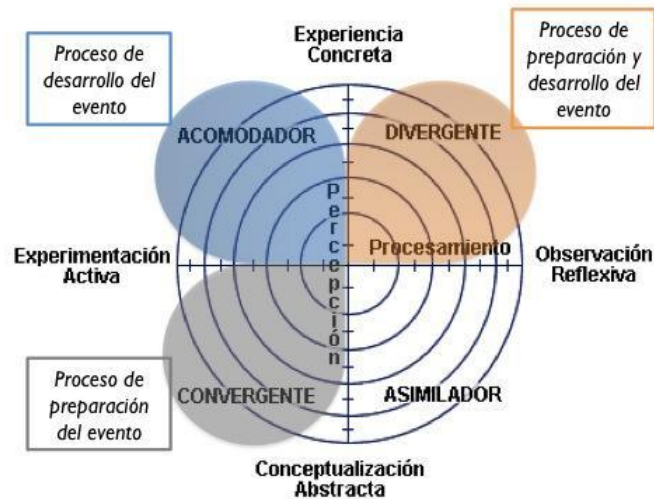 Proceso de
desarrollo del
evento
Experiencia
Concreta
Proceso de
preparación y
desarrollo del
evento
ACOMODADOR
DIVERGENTE
Percepción
Procesamiento
Experimentación
Activa
Observación
Reflexiva
Proceso de
preparación
del evento
CONVERGENTE
ASIMILADOR
Conceptualización
Abstracta